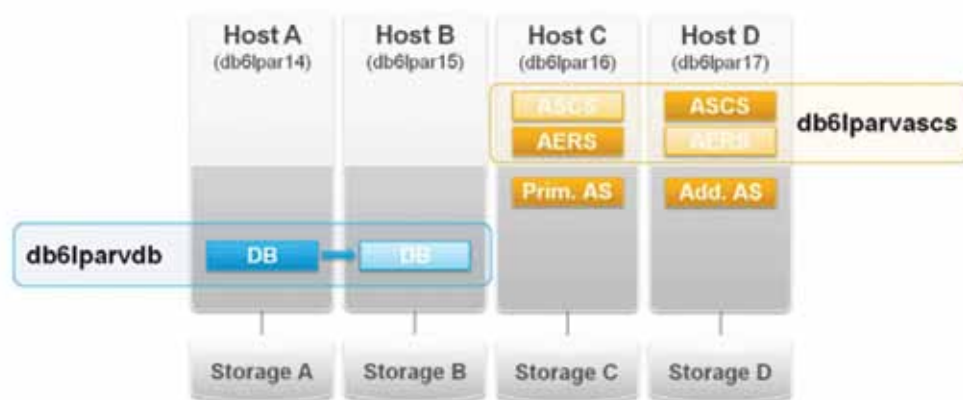 Host A
(db6lpar14)
Host B
(db6lpar15)
Host C
(db6lpar16)
Host D
(db6lpar17)
ASCS
AERS
ASCS
AERS
db6lparvascs
Prim. AS
Add. AS
db6lparvdb
DB
DB
Storage A
Storage B
Storage C
Storage D